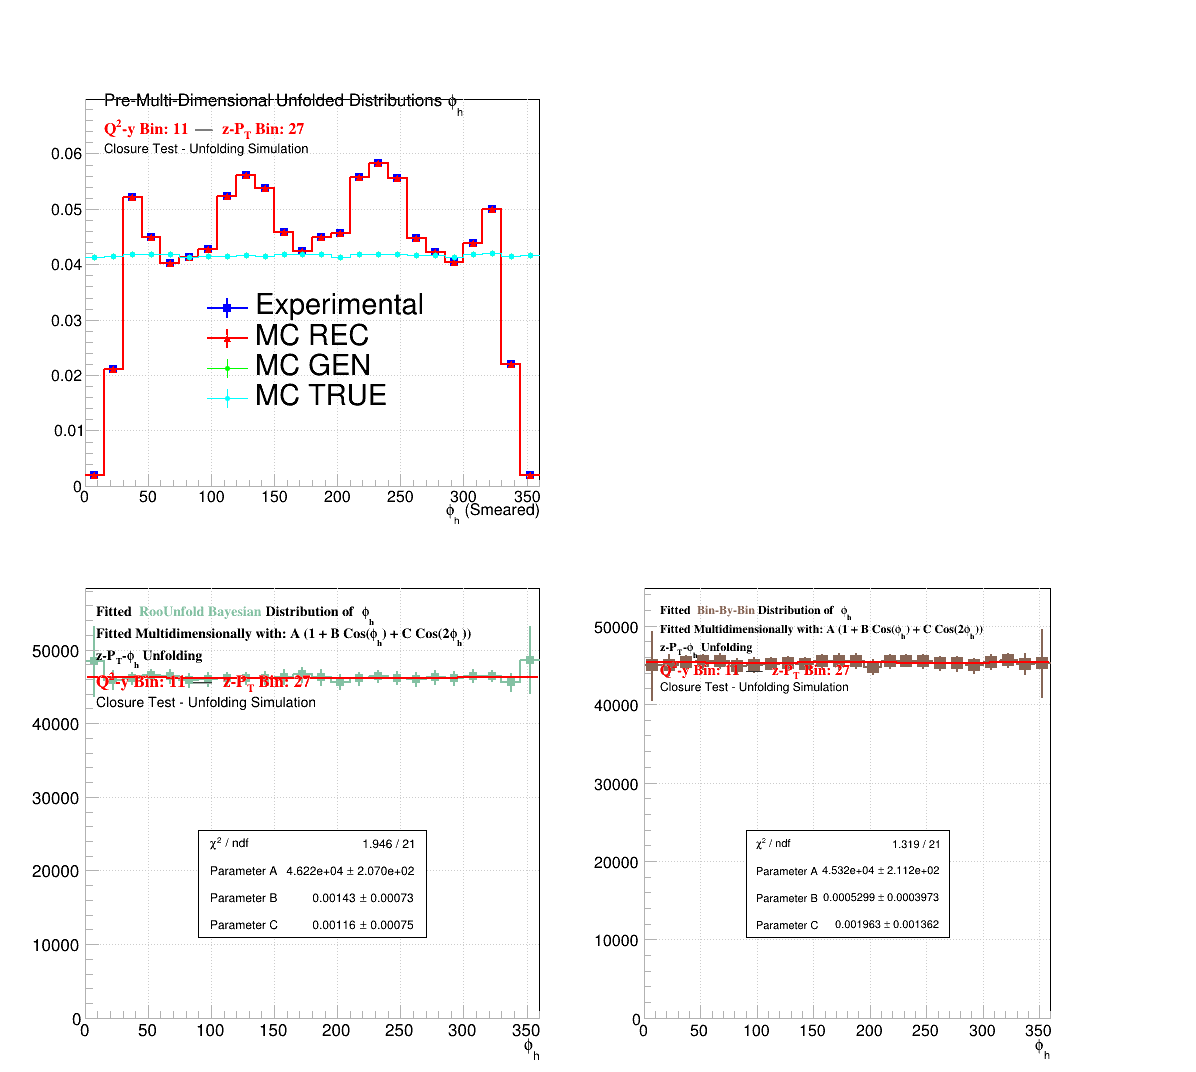 Pre-Multi-Dimensional Unfolded Distributions ϕh
Q2-y Bin: 11 — z-PT Bin: 27
Closure Test - Unfolding Simulation
0.06
0.05
0.04
0.03
0.02
0.01
0
Experimental
MC REC
MC GEN
MC TRUE
0 50 100 150 200 250 300 350
ϕh (Smeared)
Fitted RooUnfold Bayesian Distribution of ϕh
Fitted Multidimensionally with: A (1 + B Cos(ϕh) + C Cos(2ϕh))
z-PT-ϕh Unfolding
Q2-y Bin: 11 — z-PT Bin: 27
Closure Test - Unfolding Simulation
50000
40000
30000
20000
10000
0
χ2 / ndf 1.946 / 21
Parameter A 4.622e+04 ± 2.070e+02
Parameter B 0.00143 ± 0.00073
Parameter C 0.00116 ± 0.00075
0 50 100 150 200 250 300 350
ϕh
Fitted Bin-By-Bin Distribution of ϕh
Fitted Multidimensionally with: A (1 + B Cos(ϕh) + C Cos(2ϕh))
z-PT-ϕh Unfolding
Q2-y Bin: 11 — z-PT Bin: 27
Closure Test - Unfolding Simulation
50000
40000
30000
20000
10000
0
χ2 / ndf 1.319 / 21
Parameter A 4.532e+04 ± 2.112e+02
Parameter B 0.0005299 ± 0.0003973
Parameter C 0.001963 ± 0.001362
0 50 100 150 200 250 300 350
ϕh